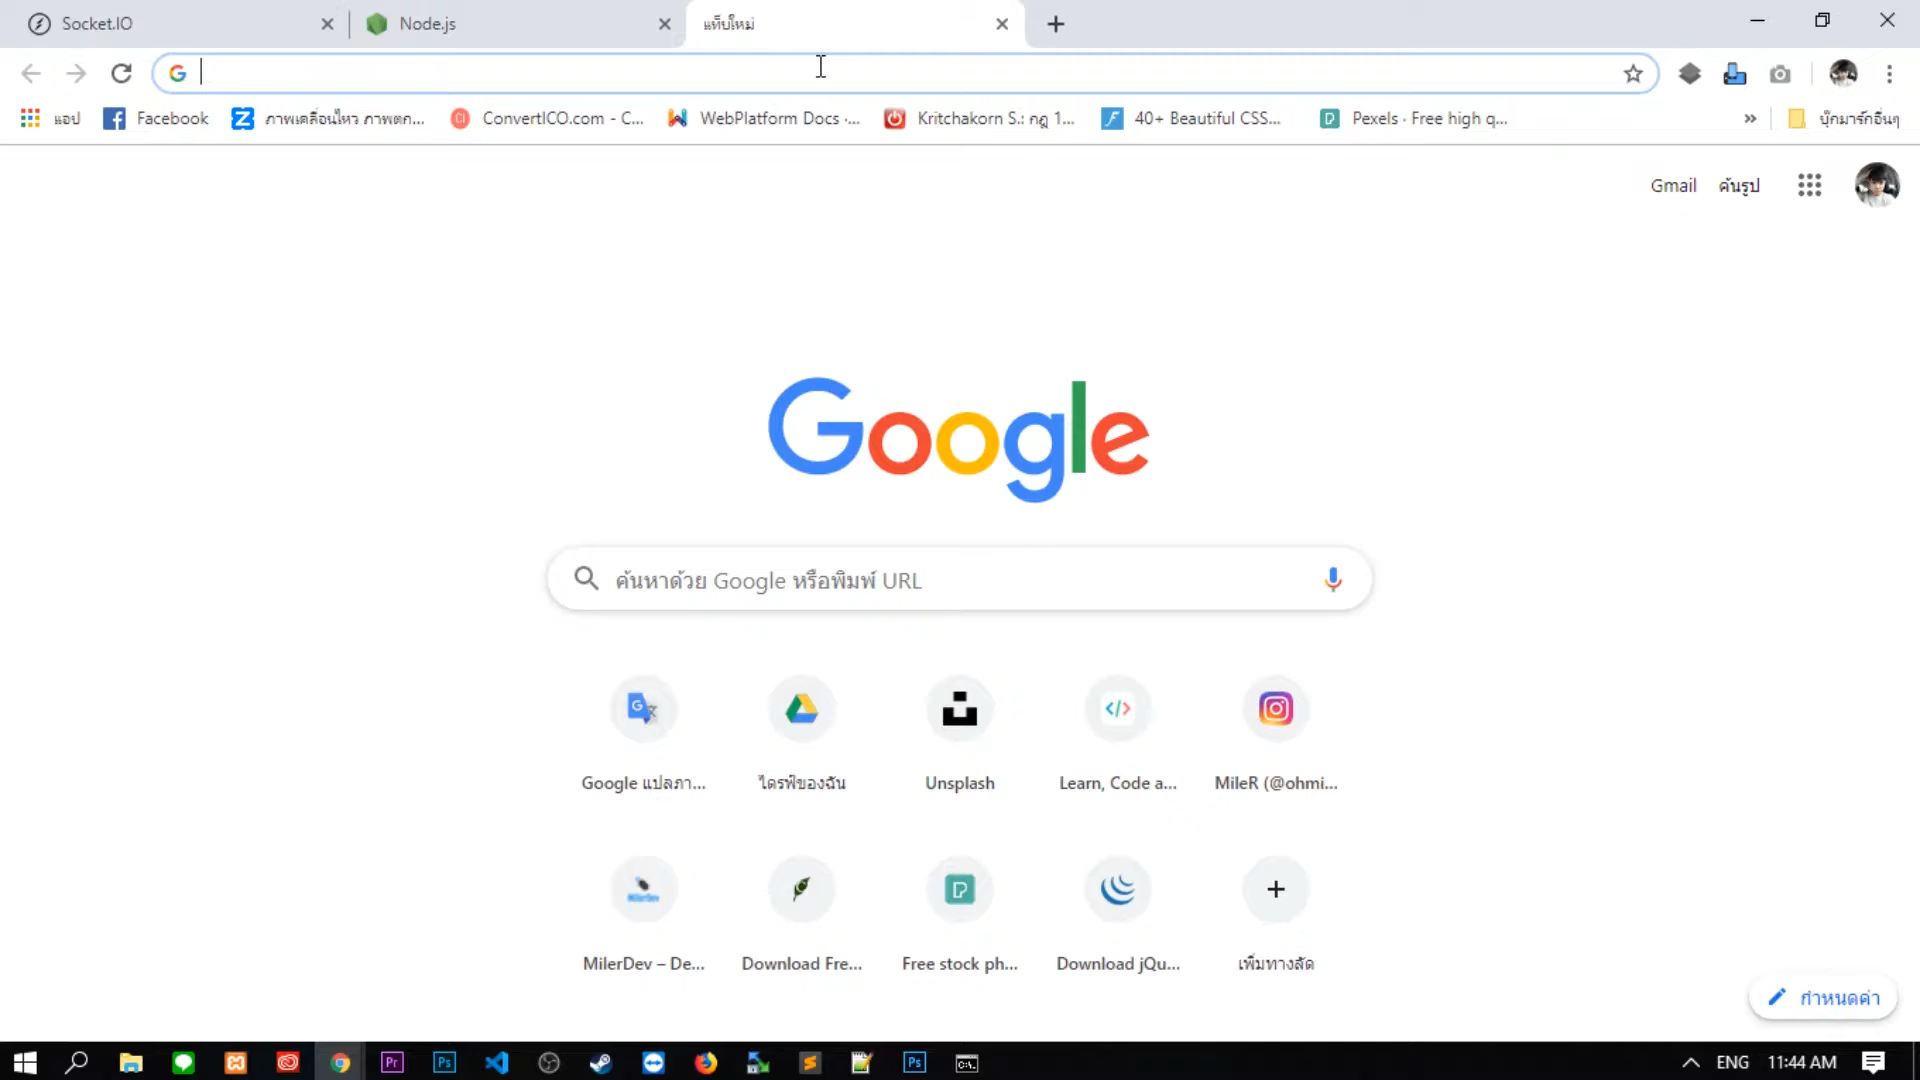 Socket.IO
Node.js
แท็บใหม่
แอป
Facebook
ภาพเคลื่อนไหว ภาพตก...
ConvertICO.com - C...
WebPlatform Docs ·...
Kritchakorn S.: กฎ 1...
40+ Beautiful CSS...
Pexels · Free high q...
»
บุ๊กมาร์กอื่นๆ
Gmail
ค้นรูป
Google
ค้นหาด้วย Google หรือพิมพ์ URL
Google แปลภา...
ไดรฟ์ของฉัน
Unsplash
Learn, Code a...
MileR (@ohmi...
MilerDev – De...
Download Fre...
Free stock ph...
Download jQu...
เพิ่มทางลัด
กำหนดค่า
Pr
Ps
Ps
ENG
11:44 AM